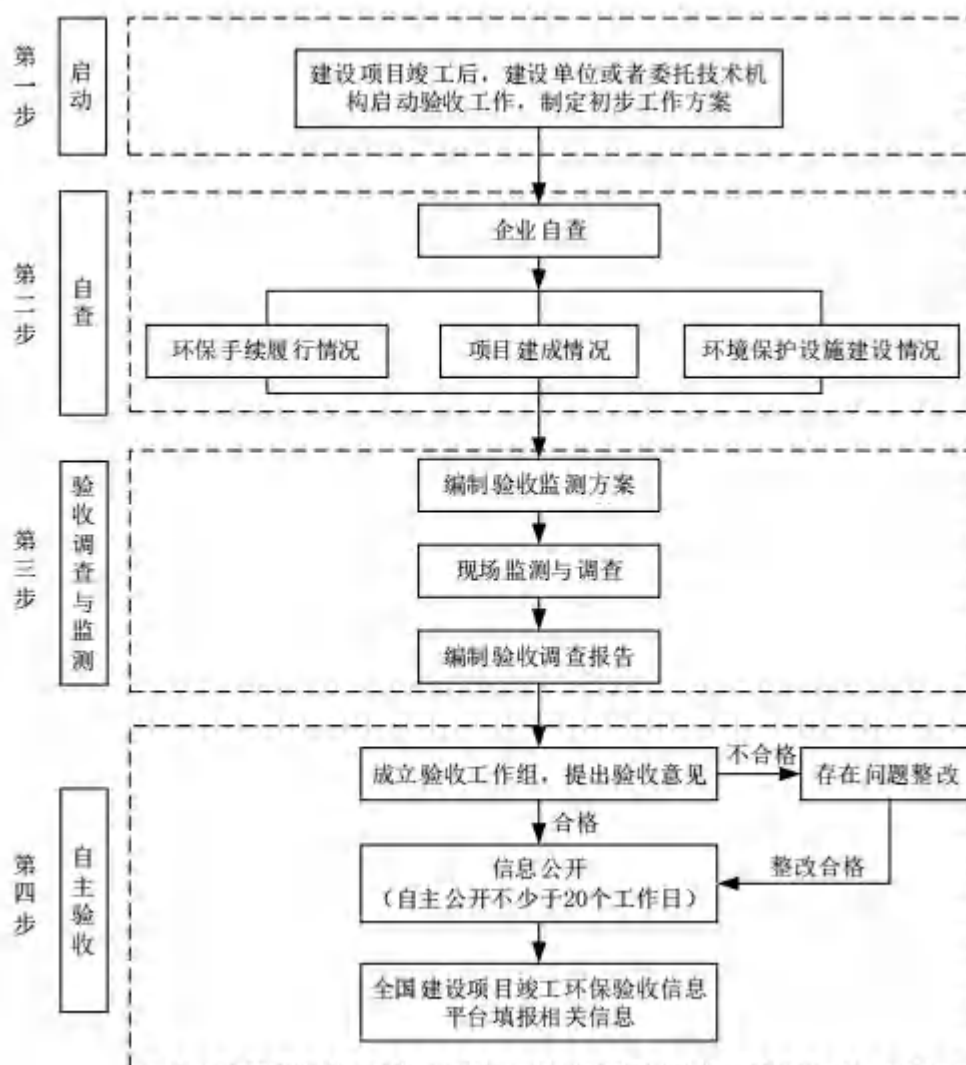 第一步
启动
建设项目竣工后，建设单位或者委托技术机
构启动验收工作，制定初步工作方案
第二步
自查
企业自查
环保手续履行情况
项目建成情况
环境保护设施建设情况
第三步
验收调查与监测
编制验收监测方案
现场监测与调查
编制验收调查报告
第四步
自主验收
成立验收工作组，提出验收意见
不合格
存在问题整改
合格
整改合格
信息公开
（自主公开不少于20个工作日）
全国建设项目竣工环保验收信息
平台填报相关信息